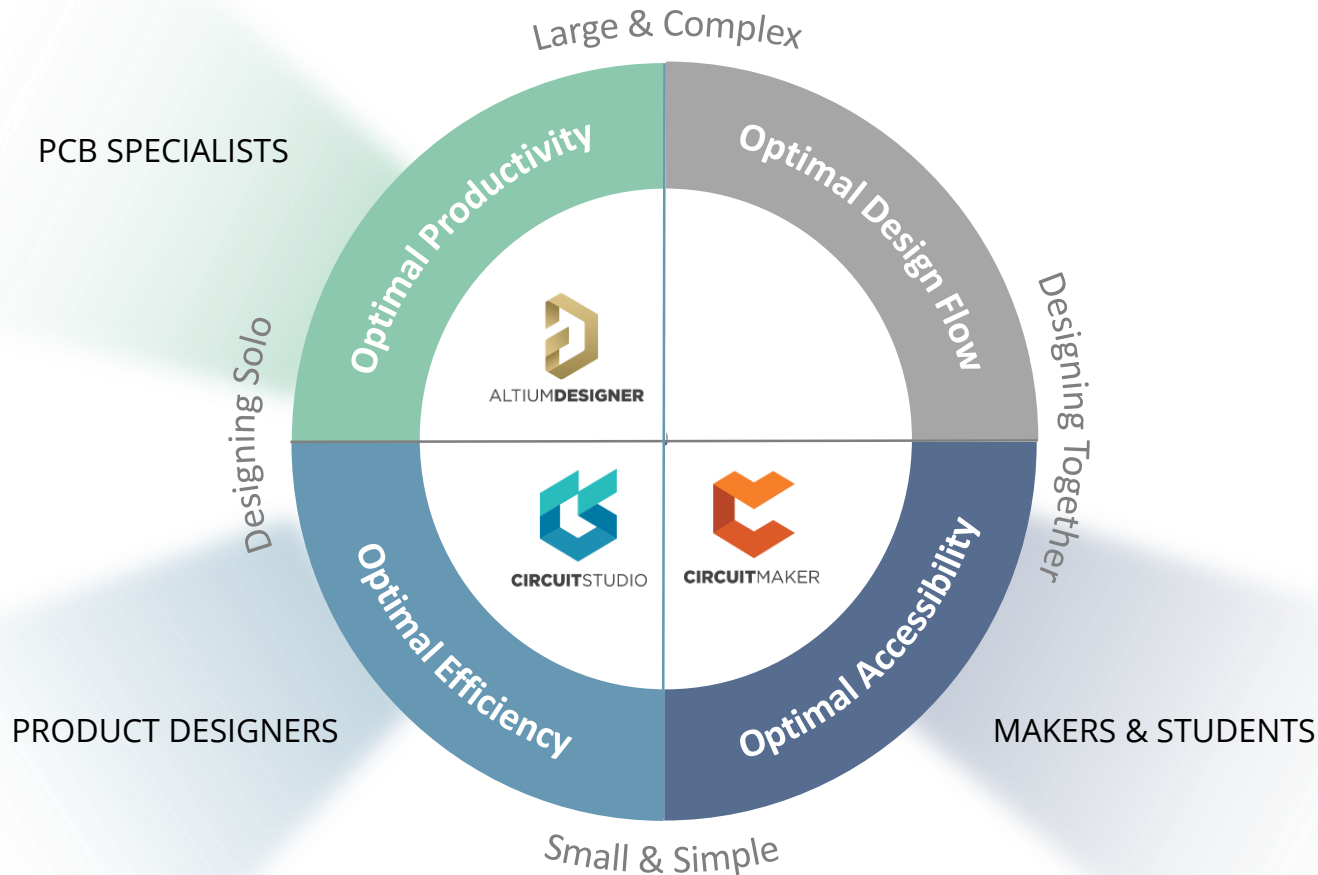 Large & Complex
PCB SPECIALISTS
Optimal Productivity
Optimal Design Flow
Designing Solo
Designing Together
ALTIUMDESIGNER
CIRCUITSTUDIO
CIRCUITMAKER
Optimal Efficiency
Optimal Accessibility
PRODUCT DESIGNERS
MAKERS & STUDENTS
Small & Simple